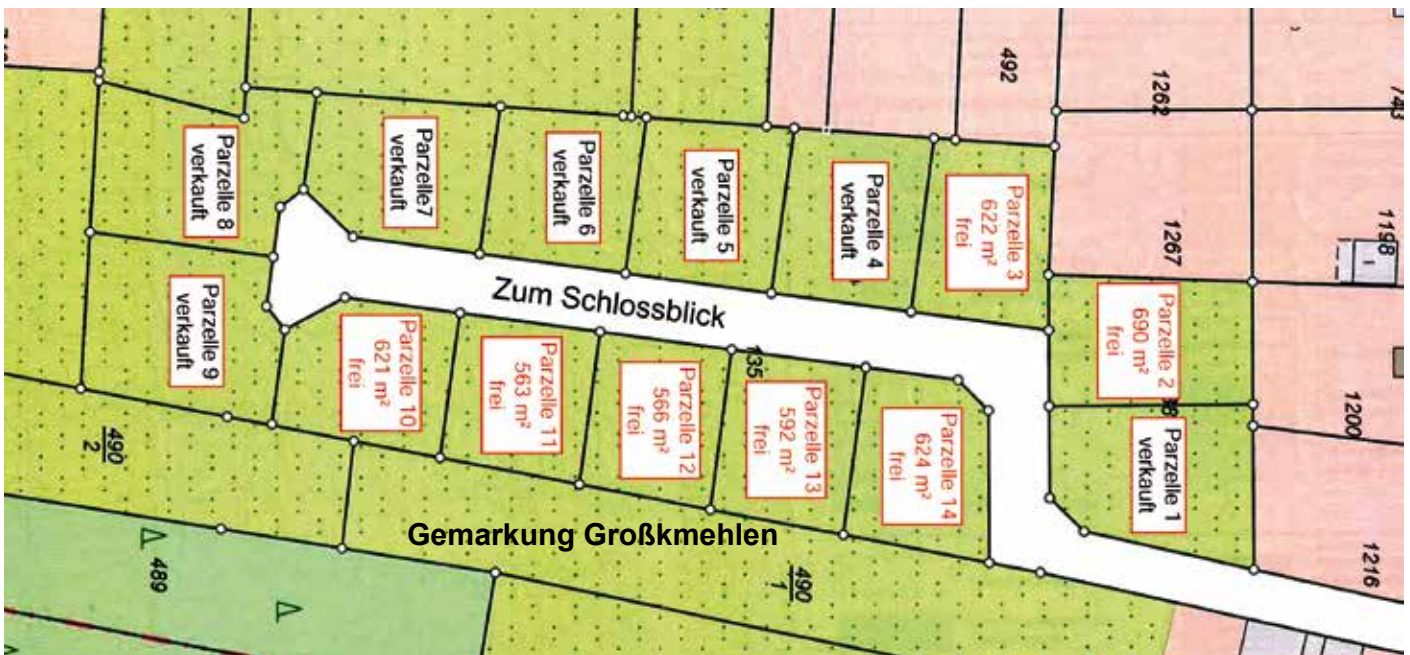 492
1262
743
Parzelle 8
verkauft
Parzelle7
verkauft
Parzelle 6
verkauft
Parzelle 5
verkauft
Parzelle 4
verkauft
Parzelle 3
622 m²
frei
1267
1198
Parzelle 2
690 m²
frei
Zum Schlossblick
Parzelle 9
verkauft
Parzelle 10
621 m²
frei
Parzelle 11
563 m²
frei
Parzelle 12
566 m²
frei
135
Parzelle 13
592 m²
frei
Parzelle 14
624 m²
frei
Parzelle 1
verkauft
1200
1216
490
2
Gemarkung Großkmehlen
490
1
489